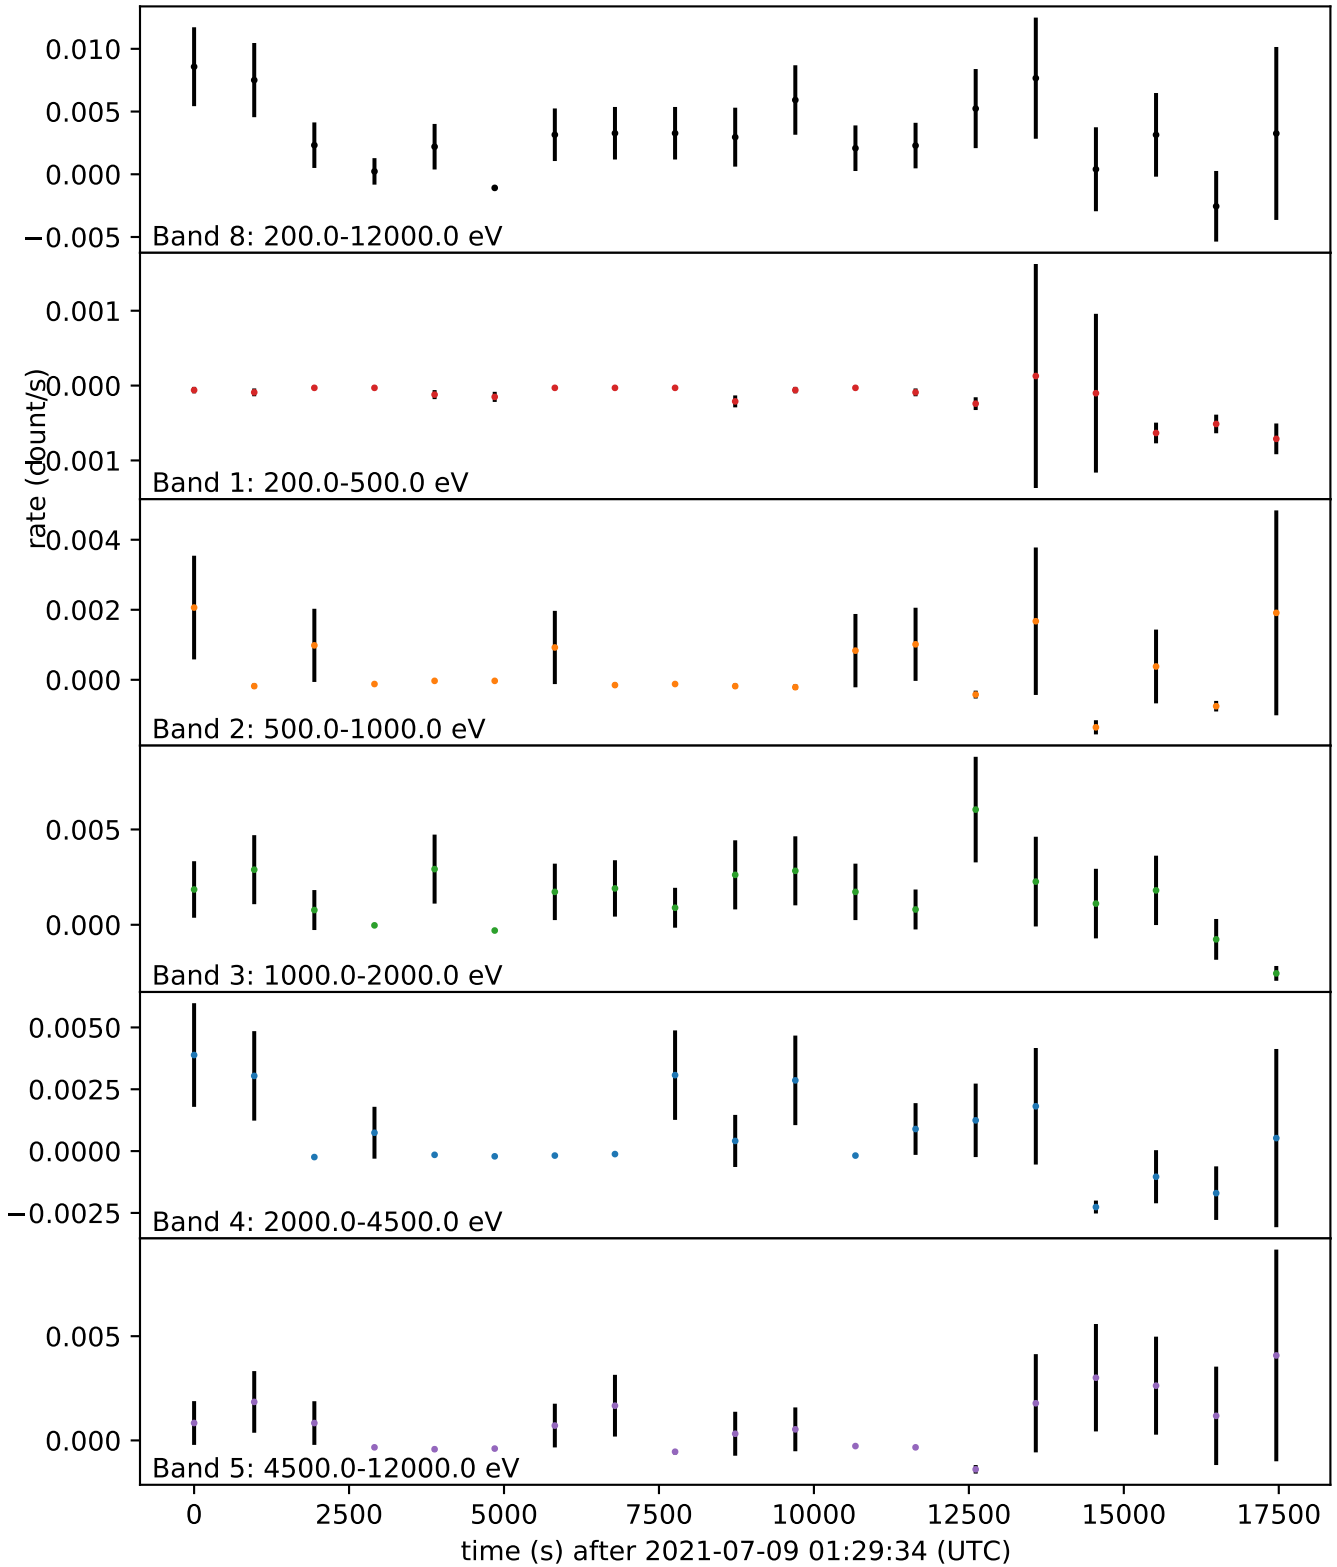 0.010
0.005
0.000
−0.005
Band 8: 200.0-12000.0 eV
0.001
0.000
0.001
Band 1: 200.0-500.0 eV
rate (count/s)
0.004
0.002
0.000
Band 2: 500.0-1000.0 eV
0.005
0.000
Band 3: 1000.0-2000.0 eV
0.0050
0.0025
0.0000
−0.0025
Band 4: 2000.0-4500.0 eV
0.005
0.000
Band 5: 4500.0-12000.0 eV
0 2500 5000 7500 10000 12500 15000 17500
time (s) after 2021-07-09 01:29:34 (UTC)